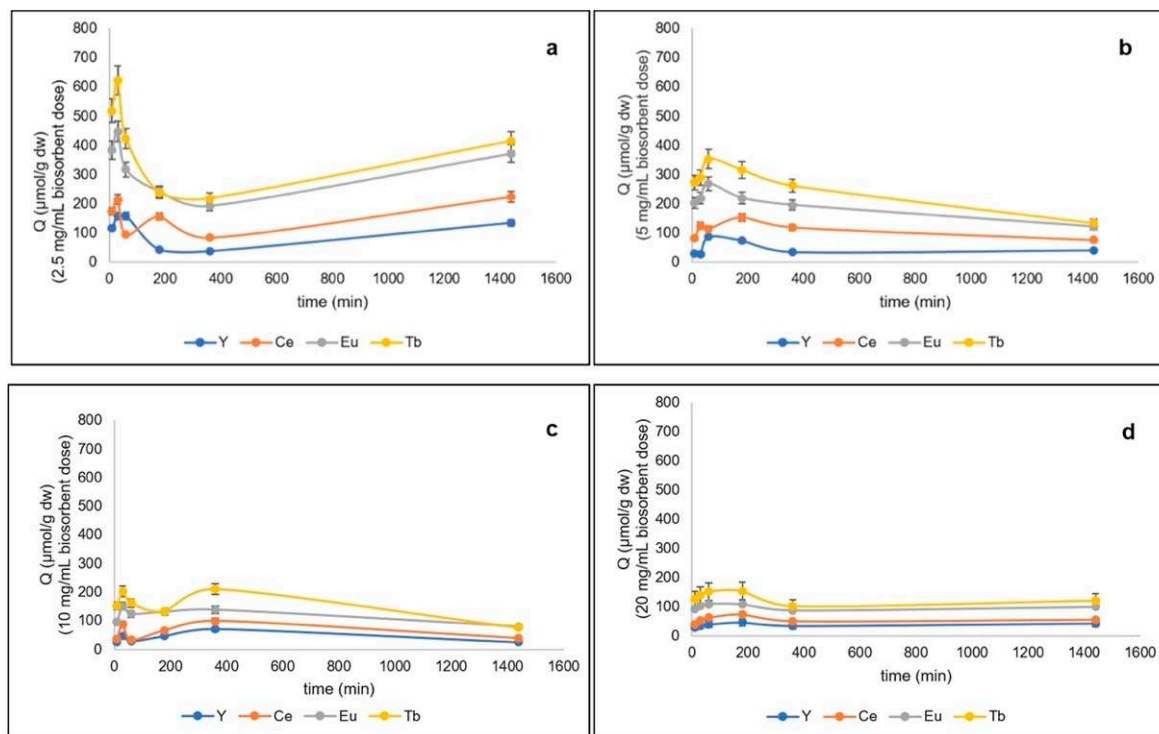 a
Q (µmol/g dw)
(2.5 mg/mL biosorbent dose)
800
700
600
500
400
300
200
100
0
0 200 400 600 800 1000 1200 1400 1600
time (min)
Y Ce Eu Tb
b
Q (µmol/g dw)
(5 mg/mL biosorbent dose)
800
700
600
500
400
300
200
100
0
0 200 400 600 800 1000 1200 1400 1600
time (min)
Y Ce Eu Tb
c
Q (µmol/g dw)
(10 mg/mL biosorbent dose)
800
700
600
500
400
300
200
100
0
0 200 400 600 800 1000 1200 1400 1600
time (min)
Y Ce Eu Tb
d
Q (µmol/g dw)
(20 mg/mL biosorbent dose)
800
700
600
500
400
300
200
100
0
0 200 400 600 800 1000 1200 1400 1600
time (min)
Y Ce Eu Tb